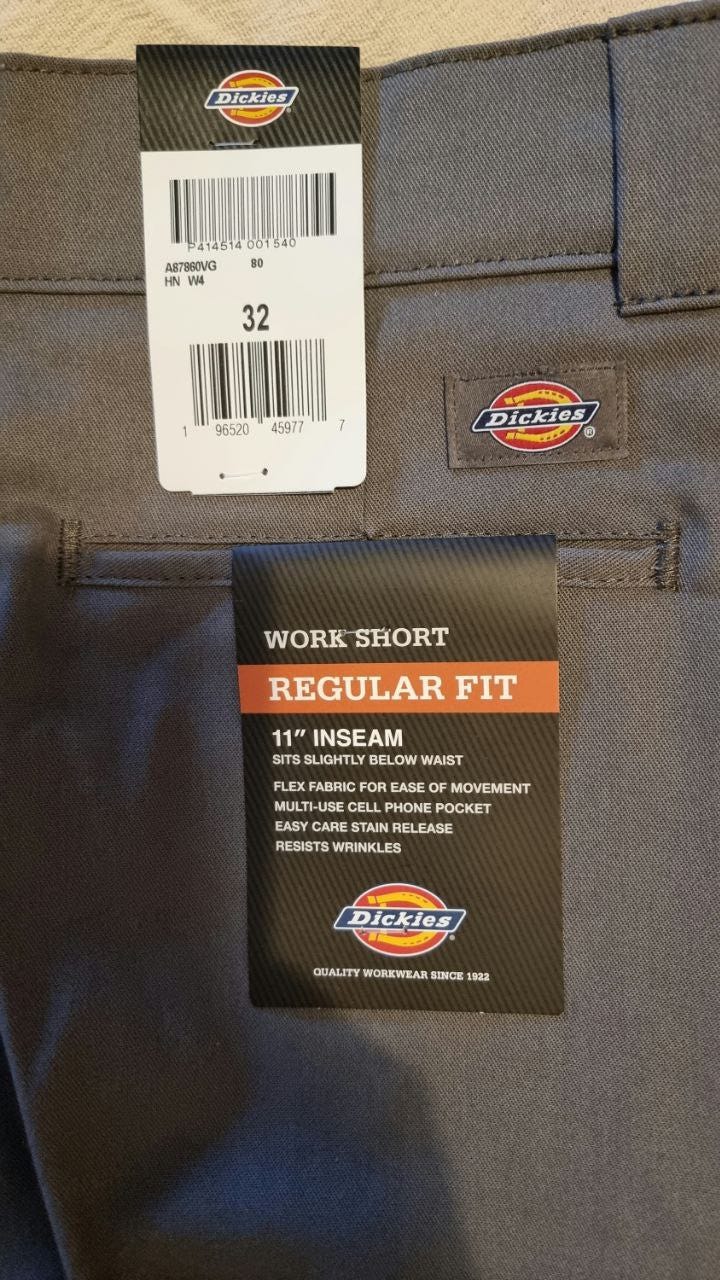 Dickies
P414514 001540
A87860VG 80
HN W4
32
1 96520 45977 7
Dickies®
WORK SHORT
REGULAR FIT
11" INSEAM
SITS SLIGHTLY BELOW WAIST
FLEX FABRIC FOR EASE OF MOVEMENT
MULTI-USE CELL PHONE POCKET
EASY CARE STAIN RELEASE
RESISTS WRINKLES
Dickies
QUALITY WORKWEAR SINCE 1922